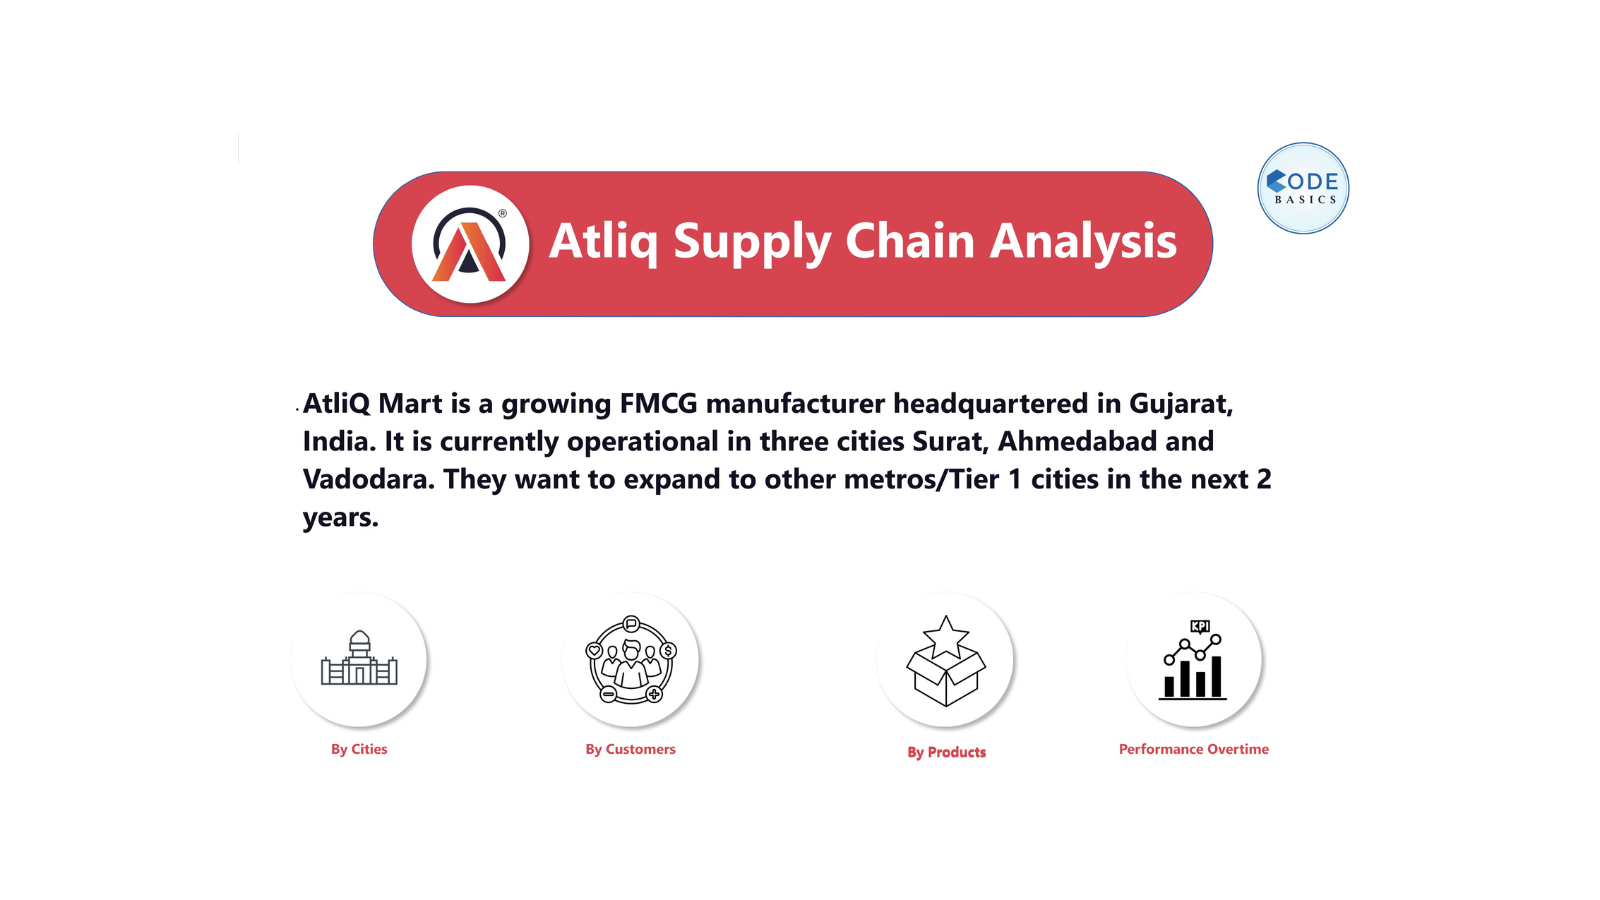 CODE
BASICS
®
Atliq Supply Chain Analysis
. AtliQ Mart is a growing FMCG manufacturer headquartered in Gujarat,
India. It is currently operational in three cities Surat, Ahmedabad and
Vadodara. They want to expand to other metros/Tier 1 cities in the next 2
years.
KPI
$
By Cities
By Customers
By Products
Performance Overtime